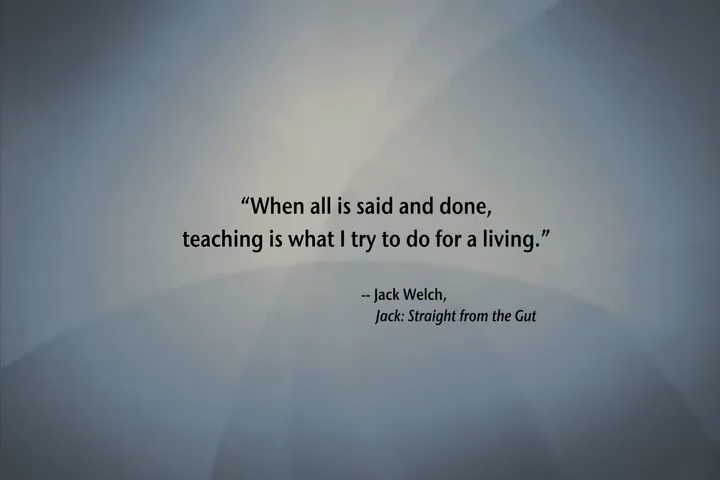 “When all is said and done,
teaching is what I try to do for a living.”
-- Jack Welch,
Jack: Straight from the Gut